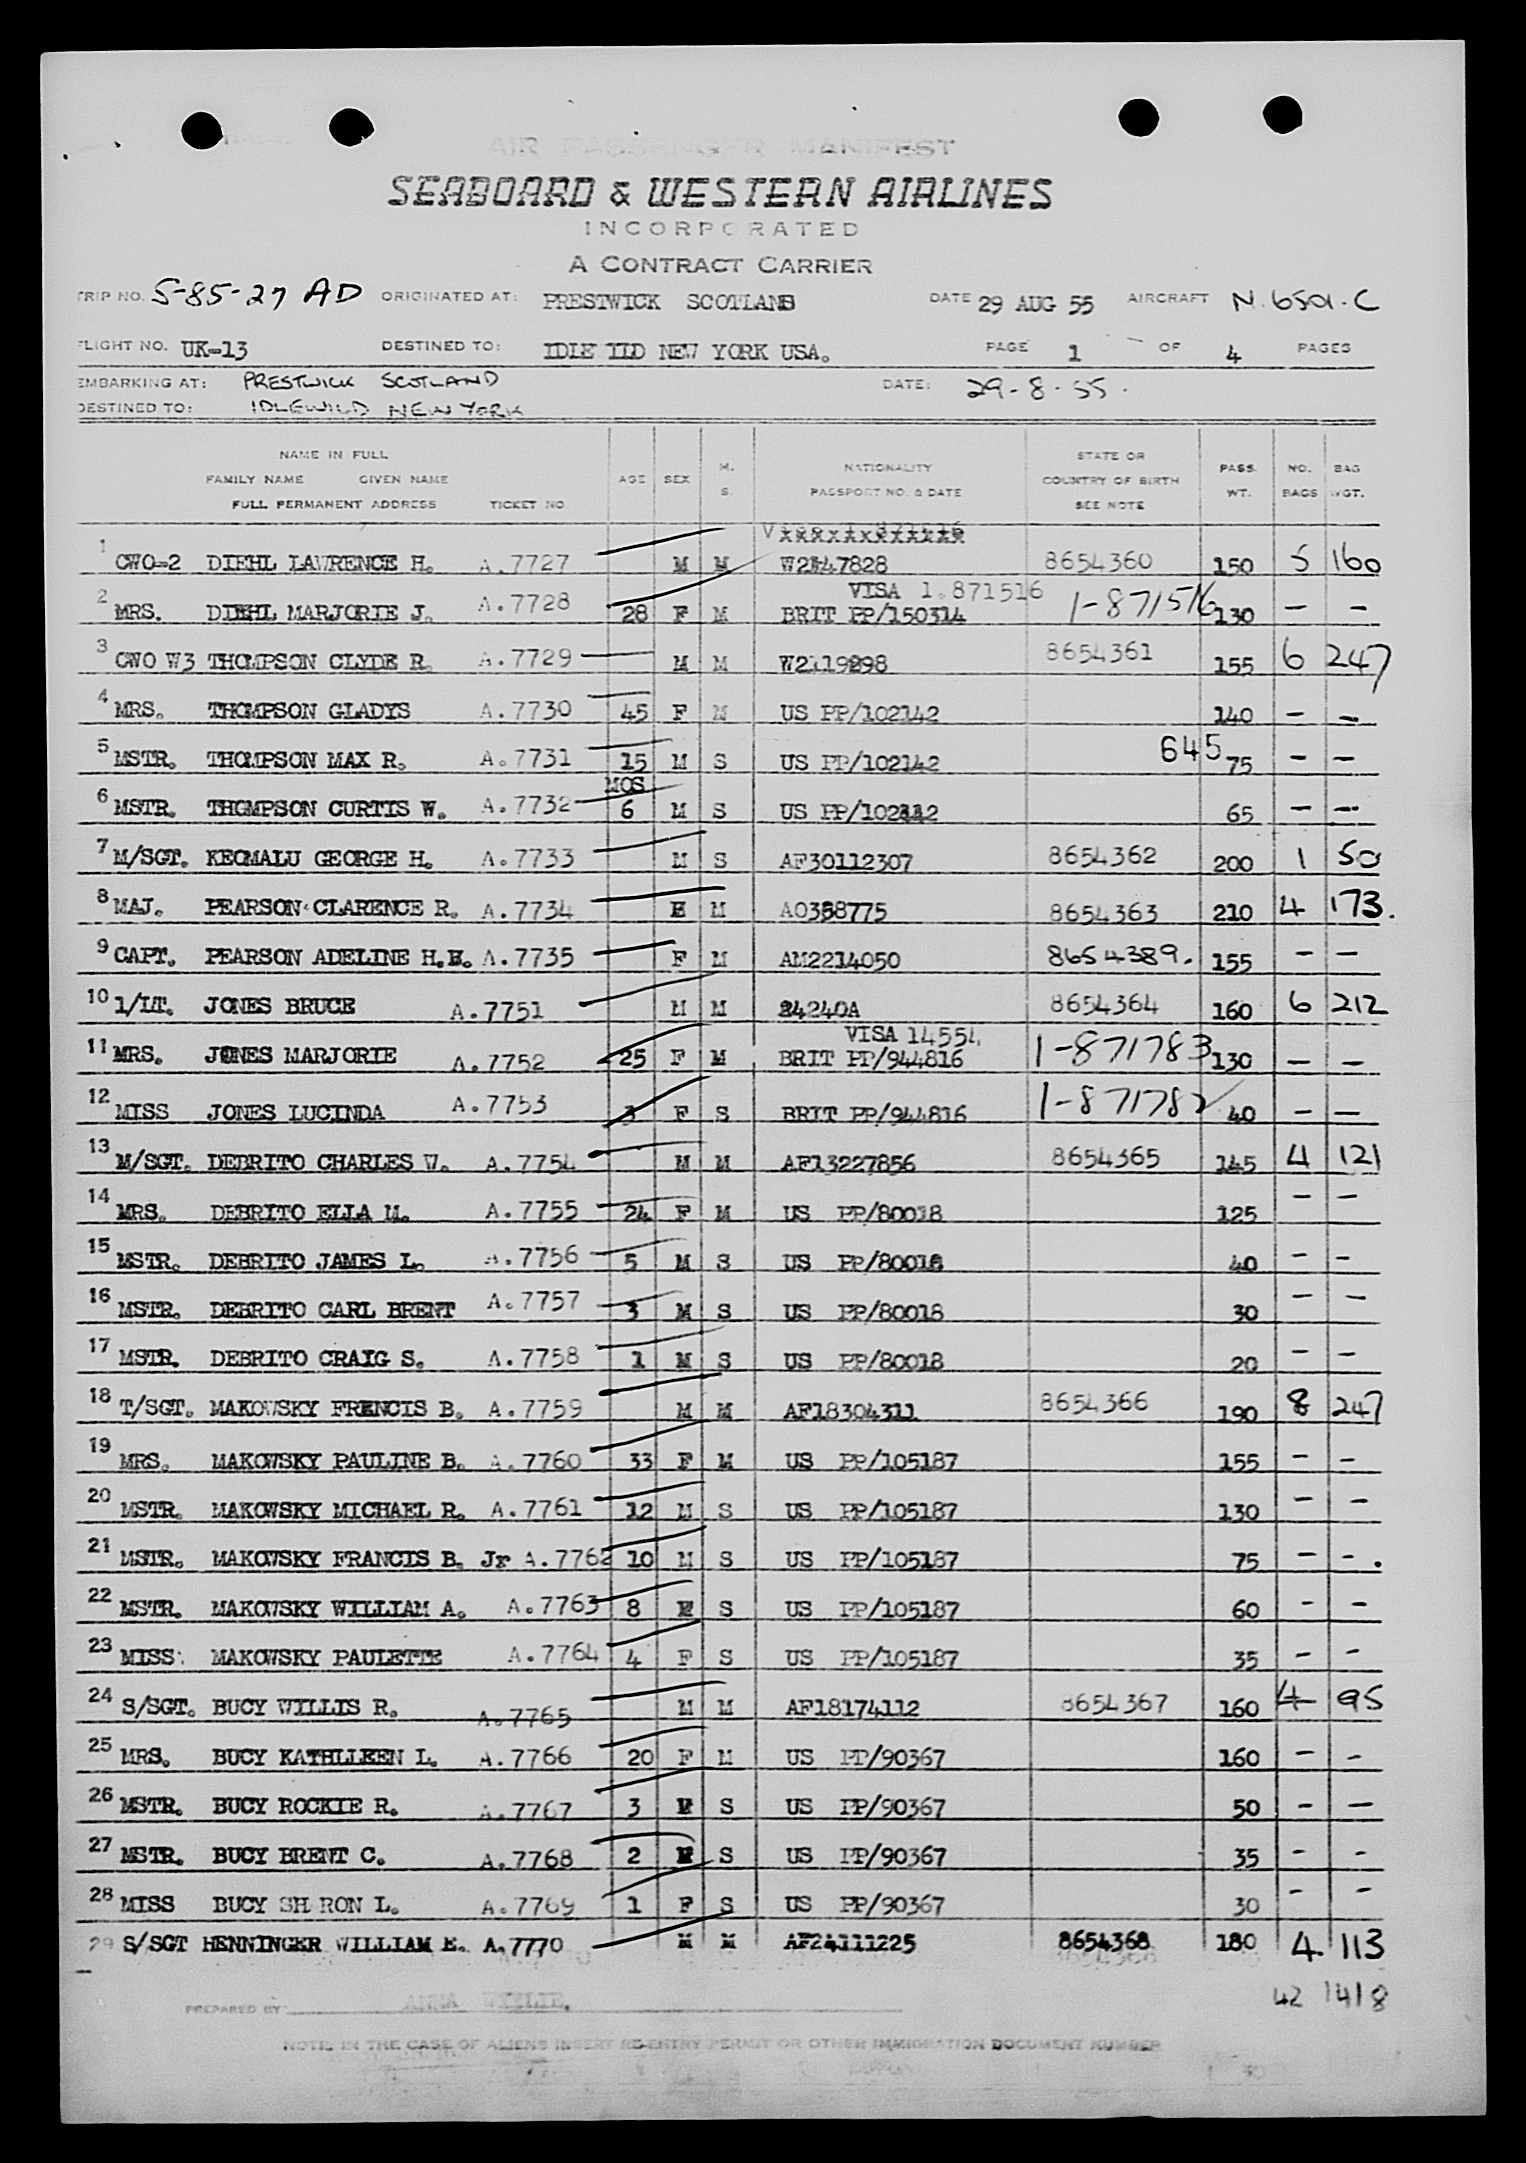 AIR PASSENGER MANIFEST
SEABOARD & WESTERN AIRLINES
INCORPORATED
A CONTRACT CARRIER
TRIP NO. S-85-27 AD ORIGINATED AT: PRESTWICK SCOTLAND DATE 29 AUG 55 AIRCRAFT N.6501.C
FLIGHT NO. UK-13 DESTINED TO: IDLE NEW YORK USA. PAGE 1 OF 4 PAGES
EMBARKING AT: PRESTWICK SCOTLAND DATE: 29-8-55.
DESTINED TO: IDLEWILD NEW YORK
NAME IN FULL
FAMILY NAME GIVEN NAME
FULL PERMANENT ADDRESS TICKET NO AGE SEX M. S. NATIONALITY PASSPORT NO. & DATE STATE OR COUNTRY OF BIRTH SEE NOTE PASS. WT. NO. BAGS BAG WGT.
1 CWO-2 DIEHL LAWRENCE H. A.7727 M M W2147828 8654360 150 5 160
VISA 1.871516
2 MRS. DIEHL MARJORIE J. A.7728 28 F M BRIT PP/150314 1-871516 130 - -
3 CWO W3 THOMPSON CLYDE R. A.7729 M M W2119898 8654361 155 6 247
4 MRS. THOMPSON GLADYS A.7730 45 F M US PP/102142 140 - -
5 MSTR. THOMPSON MAX R. A.7731 15 M S US PP/102142 645 75 - -
MOS
6 MSTR. THOMPSON CURTIS W. A.7732 6 M S US PP/102142 65 - -
7 M/SGT. KEOMALU GEORGE H. A.7733 M S AF30112307 8654362 200 1 50
8 MAJ. PEARSON CLARENCE R. A.7734 M M AO358775 8654363 210 4 173.
9 CAPT. PEARSON ADELINE H.H. A.7735 F M AM2214050 8654389. 155 - -
10 1/LT. JONES BRUCE A.7751 M M 24240A 8654364 160 6 212
VISA 14554
11 MRS. JONES MARJORIE A.7752 25 F M BRIT PP/944816 1-871783 130 - -
12 MISS JONES LUCINDA A.7753 3 F S BRIT PP/944816 1-871782 40 - -
13 M/SGT. DEBRITO CHARLES W. A.7754 M M AF13227856 8654365 145 4 121
14 MRS. DEBRITO ELLA M. A.7755 24 F M US PP/80018 125 - -
15 MSTR. DEBRITO JAMES L. A.7756 5 M S US PP/80018 40 - -
16 MSTR. DEBRITO CARL BRENT A.7757 3 M S US PP/80018 30 - -
17 MSTR. DEBRITO CRAIG S. A.7758 1 M S US PP/80018 20 - -
18 T/SGT. MAKOWSKY FRENCIS B. A.7759 M M AF18304311 8654366 190 8 247
19 MRS. MAKOWSKY PAULINE B. A.7760 33 F M US PP/105187 155 - -
20 MSTR. MAKOWSKY MICHAEL R. A.7761 12 M S US PP/105187 130 - -
21 MSTR. MAKOWSKY FRANCIS B. Jr A.7762 10 M S US PP/105187 75 - - .
22 MSTR. MAKOWSKY WILLIAM A. A.7763 8 M S US PP/105187 60 - -
23 MISS MAKOWSKY PAULETTE A.7764 4 F S US PP/105187 35 - -
24 S/SGT. BUCY WILLIS R. A.7765 M M AF18174112 8654367 160 4 95
25 MRS. BUCY KATHLLEEN L. A.7766 20 F M US PP/90367 160 - -
26 MSTR. BUCY ROCKIE R. A.7767 3 M S US PP/90367 50 - -
27 MSTR. BUCY BRENT C. A.7768 2 M S US PP/90367 35 - -
28 MISS BUCY SH RON L. A.7769 1 F S US PP/90367 30 - -
29 S/SGT HENNINGER WILLIAM E. A.7770 M M AF24111225 8654368 180 4 113
42 1418
PREPARED BY ANNA WYLLIE.
NOTE. IN THE CASE OF ALIENS INSERT RE-ENTRY PERMIT OR OTHER IMMIGRATION DOCUMENT NUMBER